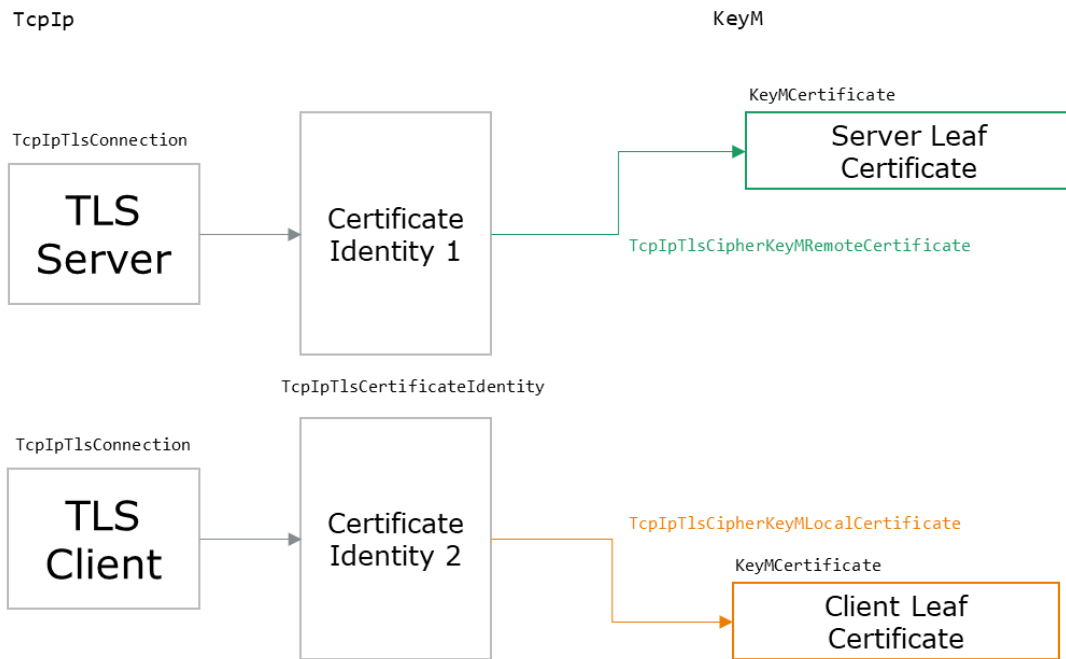 TcpIp
KeyM
KeyMCertificate
TcpIpTlsConnection
Server Leaf
Certificate
TLS
Server
Certificate
Identity 1
TcpIpTlsCipherKeyMRemoteCertificate
TcpIpTlsCertificateIdentity
TcpIpTlsConnection
TLS
Client
Certificate
Identity 2
TcpIpTlsCipherKeyMLocalCertificate
KeyMCertificate
Client Leaf
Certificate